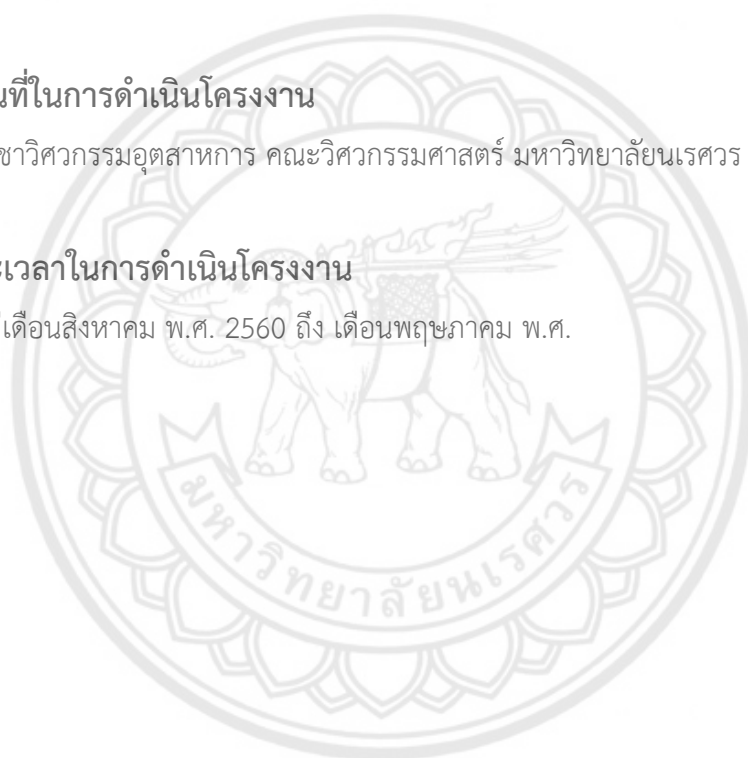 นที่ในการดำเนินโครงงาน
ชาวิศวกรรมอุตสาหการ คณะวิศวกรรมศาสตร์ มหาวิทยาลัยนเรศวร
ะเวลาในการดำเนินโครงงาน
เดือนสิงหาคม พ.ศ. 2560 ถึง เดือนพฤษภาคม พ.ศ.
มหาวิทยาลัยนเรศวร